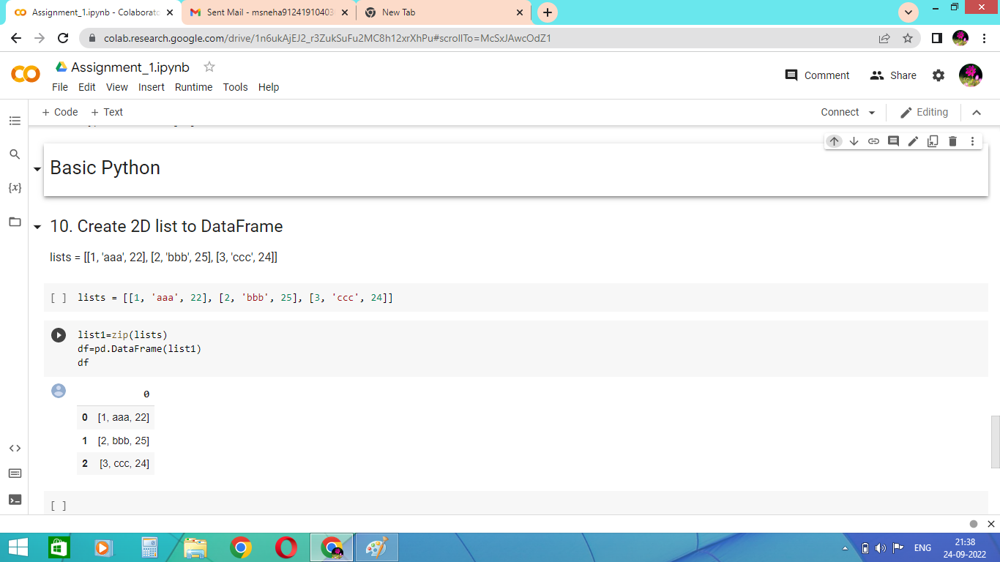 Assignment_1.ipynb - Colaborato
Sent Mail - msneha91241910403
New Tab
colab.research.google.com/drive/1n6ukAjEJ2_r3ZukSuFu2MC8h12xrXhPu#scrollTo=McSxJAwcOdZ1
CO
Assignment_1.ipynb
Comment
Share
File Edit View Insert Runtime Tools Help
+ Code + Text
Connect
Editing
Basic Python
{x}
10. Create 2D list to DataFrame
lists = [[1, 'aaa', 22], [2, 'bbb', 25], [3, 'ccc', 24]]
[ ] lists = [[1, 'aaa', 22], [2, 'bbb', 25], [3, 'ccc', 24]]
list1=zip(lists)
df=pd.DataFrame(list1)
df
0
0 [1, aaa, 22]
1 [2, bbb, 25]
2 [3, ccc, 24]
[ ]
ENG
21:38
24-09-2022